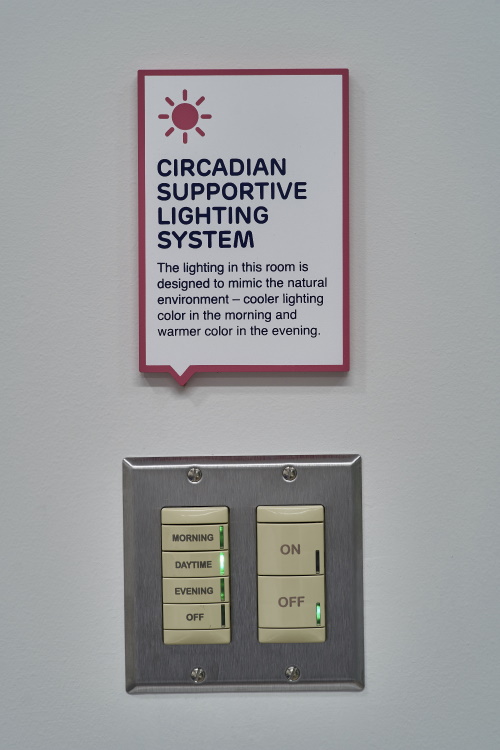 CIRCADIAN
SUPPORTIVE
LIGHTING
SYSTEM
The lighting in this room is
designed to mimic the natural
environment – cooler lighting
color in the morning and
warmer color in the evening.
MORNING
DAYTIME
EVENING
OFF
ON
OFF